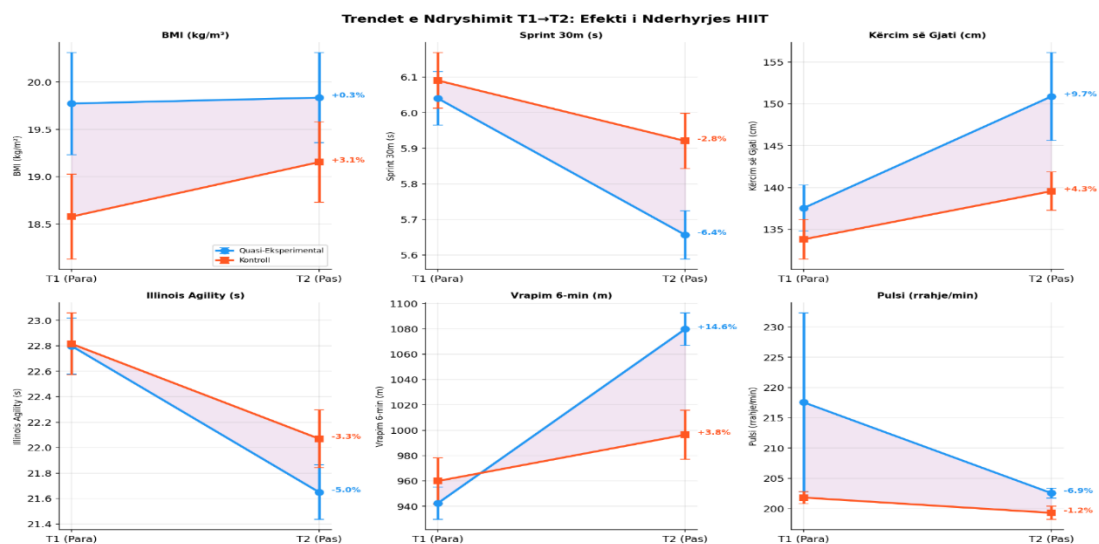 Trendet e Ndryshimit T1→T2: Efekti i Nderhyrjes HIIT
BMI (kg/m²)
BMI (kg/m²)
20.0
19.5
19.0
18.5
+0.3%
+3.1%
Quasi-Eksperimental
Kontroll
T1 (Para)
T2 (Pas)
Sprint 30m (s)
Sprint 30m (s)
6.1
6.0
5.9
5.8
5.7
5.6
-2.8%
-6.4%
T1 (Para)
T2 (Pas)
Kërcim së Gjati (cm)
Kërcim së Gjati (cm)
155
150
145
140
135
+9.7%
+4.3%
T1 (Para)
T2 (Pas)
Illinois Agility (s)
Illinois Agility (s)
23.0
22.8
22.6
22.4
22.2
22.0
21.8
21.6
21.4
-3.3%
-5.0%
T1 (Para)
T2 (Pas)
Vrapim 6-min (m)
Vrapim 6-min (m)
1100
1080
1060
1040
1020
1000
980
960
940
+14.6%
+3.8%
T1 (Para)
T2 (Pas)
Pulsi (rrahje/min)
Pulsi (rrahje/min)
230
225
220
215
210
205
200
-6.9%
-1.2%
T1 (Para)
T2 (Pas)